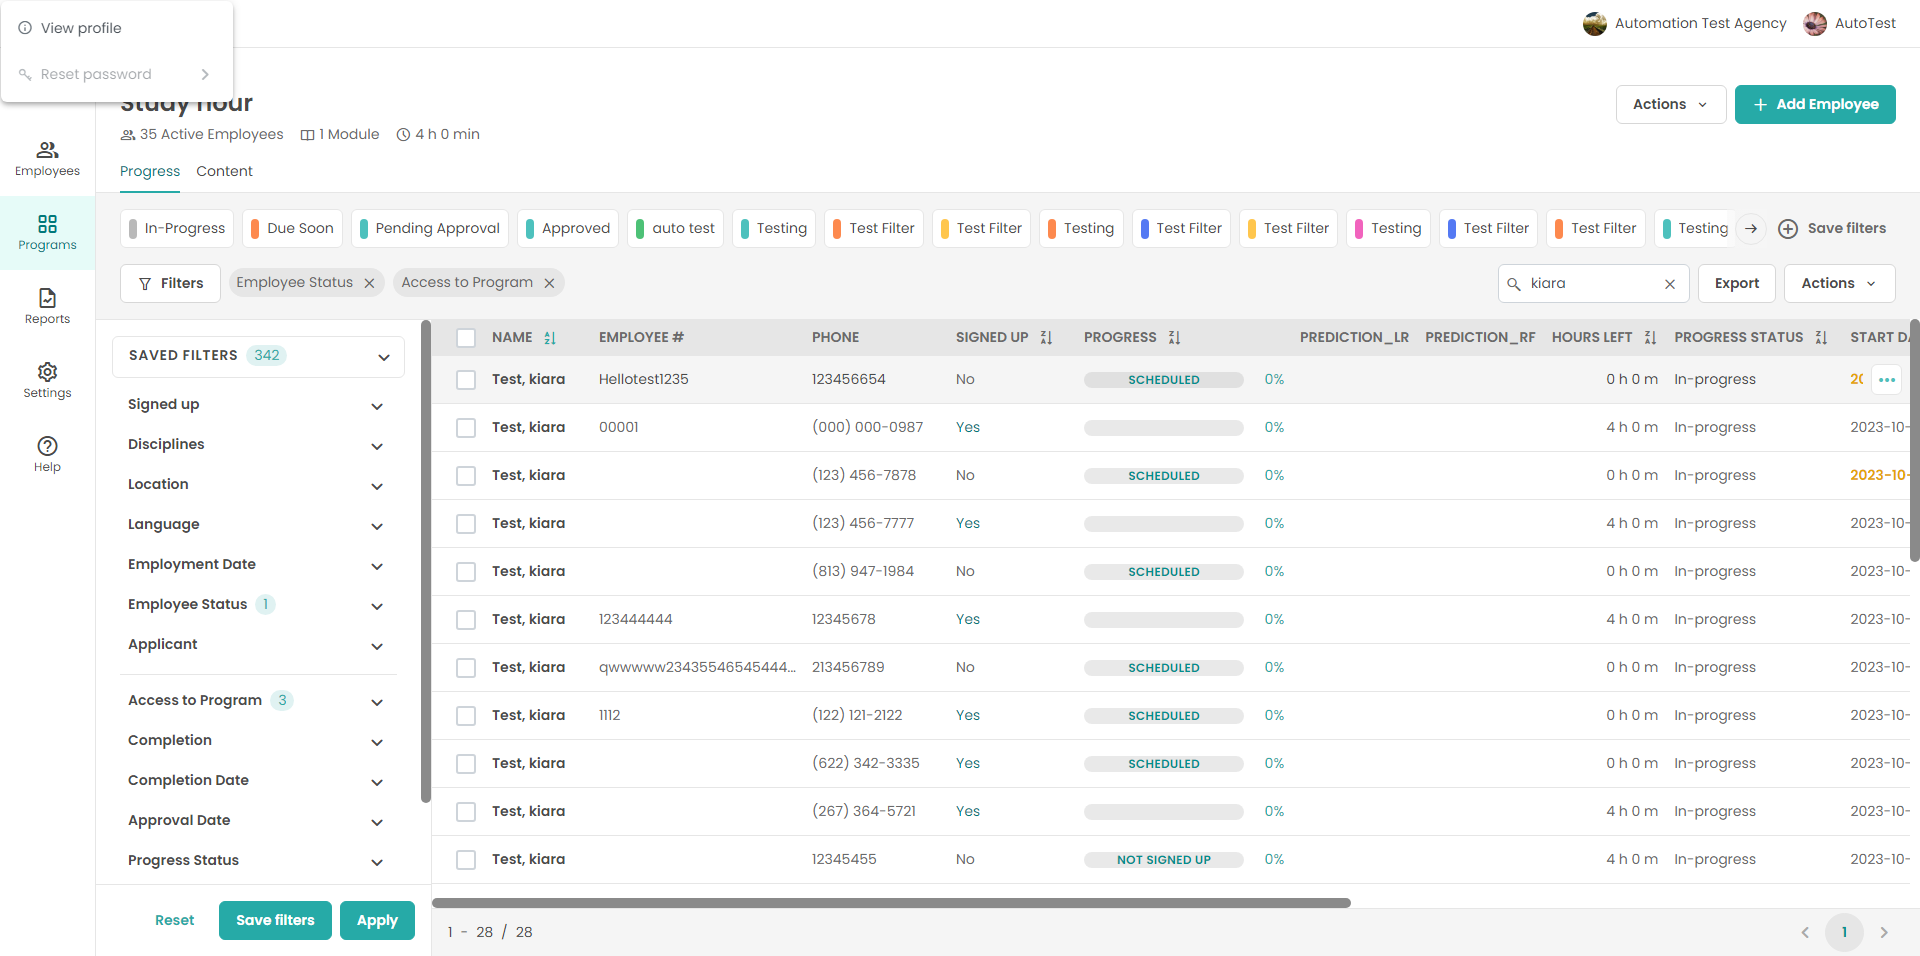 View profile
Reset password
Automation Test Agency
AutoTest
Study hour
35 Active Employees 1 Module 4 h 0 min
Actions
Add Employee
Progress Content
Employees
Programs
Reports
Settings
Help
In-Progress Due Soon Pending Approval Approved auto test Testing Test Filter Test Filter Testing Test Filter Test Filter Testing Test Filter Test Filter Testing Save filters
Filters Employee Status Access to Program kiara Export Actions
SAVED FILTERS 342
Signed up
Disciplines
Location
Language
Employment Date
Employee Status 1
Applicant
Access to Program 3
Completion
Completion Date
Approval Date
Progress Status
Reset Save filters Apply
NAME EMPLOYEE # PHONE SIGNED UP PROGRESS PREDICTION_LR PREDICTION_RF HOURS LEFT PROGRESS STATUS START DA
Test, kiara Hellotest1235 123456654 No SCHEDULED 0% 0 h 0 m In-progress 20
Test, kiara 00001 (000) 000-0987 Yes 0% 4 h 0 m In-progress 2023-10-
Test, kiara (123) 456-7878 No SCHEDULED 0% 0 h 0 m In-progress 2023-10-
Test, kiara (123) 456-7777 Yes 0% 4 h 0 m In-progress 2023-10-
Test, kiara (813) 947-1984 No SCHEDULED 0% 0 h 0 m In-progress 2023-10-
Test, kiara 123444444 12345678 Yes 0% 4 h 0 m In-progress 2023-10-
Test, kiara qwwwww23435546545444... 213456789 No SCHEDULED 0% 0 h 0 m In-progress 2023-10-
Test, kiara 1112 (122) 121-2122 Yes SCHEDULED 0% 0 h 0 m In-progress 2023-10-
Test, kiara (622) 342-3335 Yes SCHEDULED 0% 0 h 0 m In-progress 2023-10-
Test, kiara (267) 364-5721 Yes 0% 4 h 0 m In-progress 2023-10-
Test, kiara 12345455 No NOT SIGNED UP 0% 4 h 0 m In-progress 2023-10-
1 - 28 / 28
1